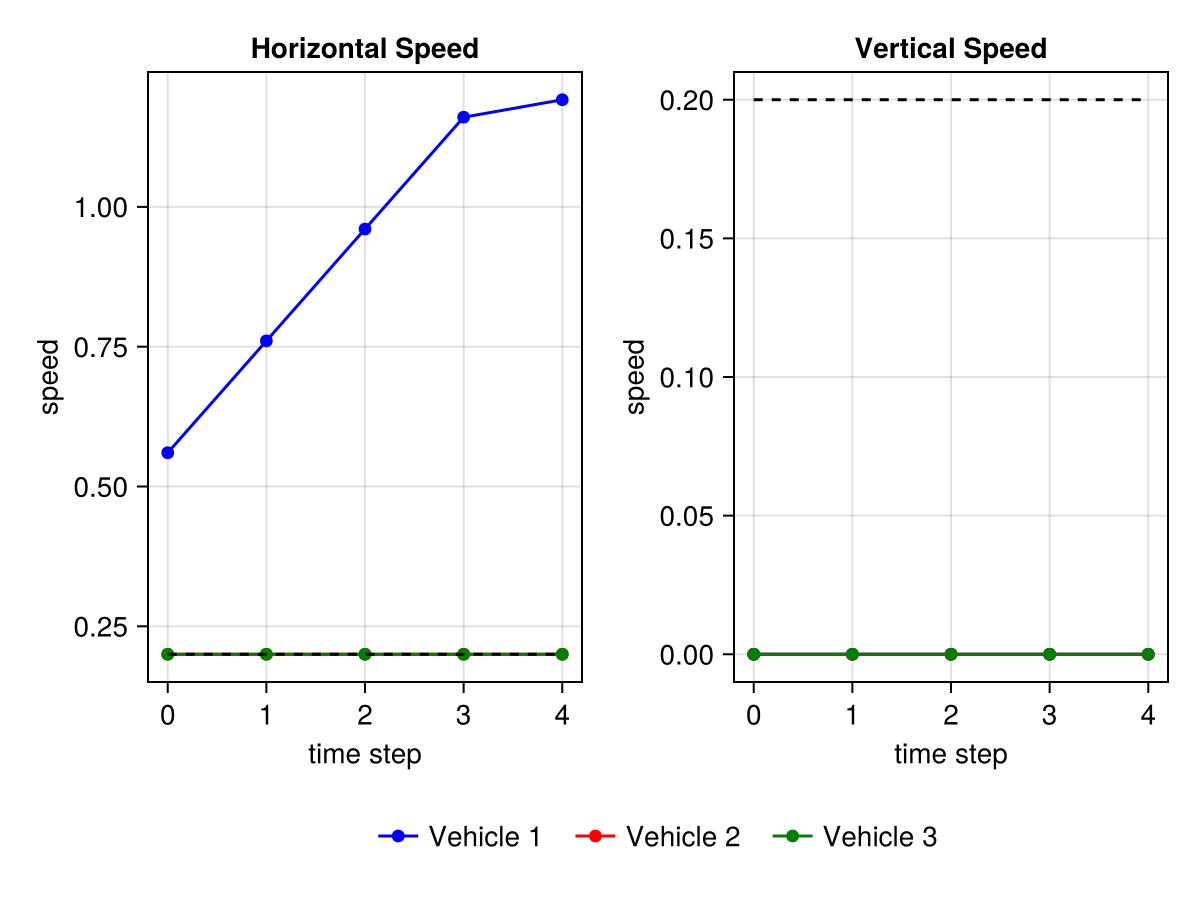 Horizontal Speed
Vertical Speed
speed
1.00
0.75
0.50
0.25
0 1 2 3 4
time step
speed
0.20
0.15
0.10
0.05
0.00
0 1 2 3 4
time step
Vehicle 1 Vehicle 2 Vehicle 3